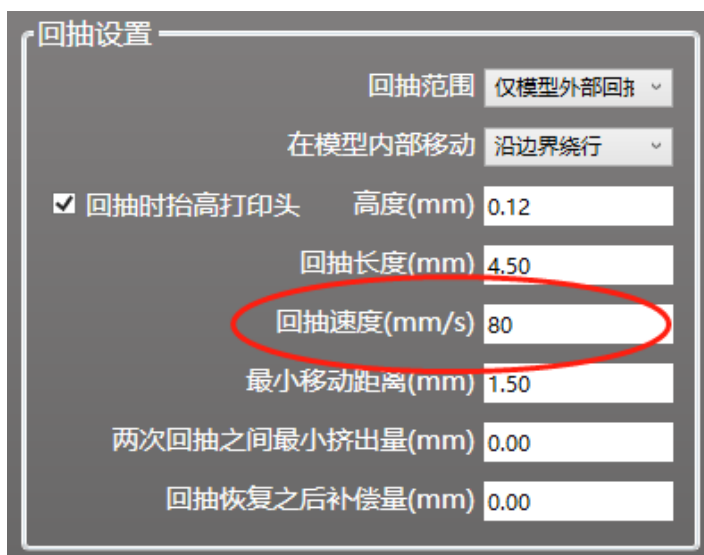 回抽设置
回抽范围 仅模型外部回抽
在模型内部移动 沿边界绕行
回抽时抬高打印头 高度(mm) 0.12
回抽长度(mm) 4.50
回抽速度(mm/s) 80
最小移动距离(mm) 1.50
两次回抽之间最小挤出量(mm) 0.00
回抽恢复之后补偿量(mm) 0.00